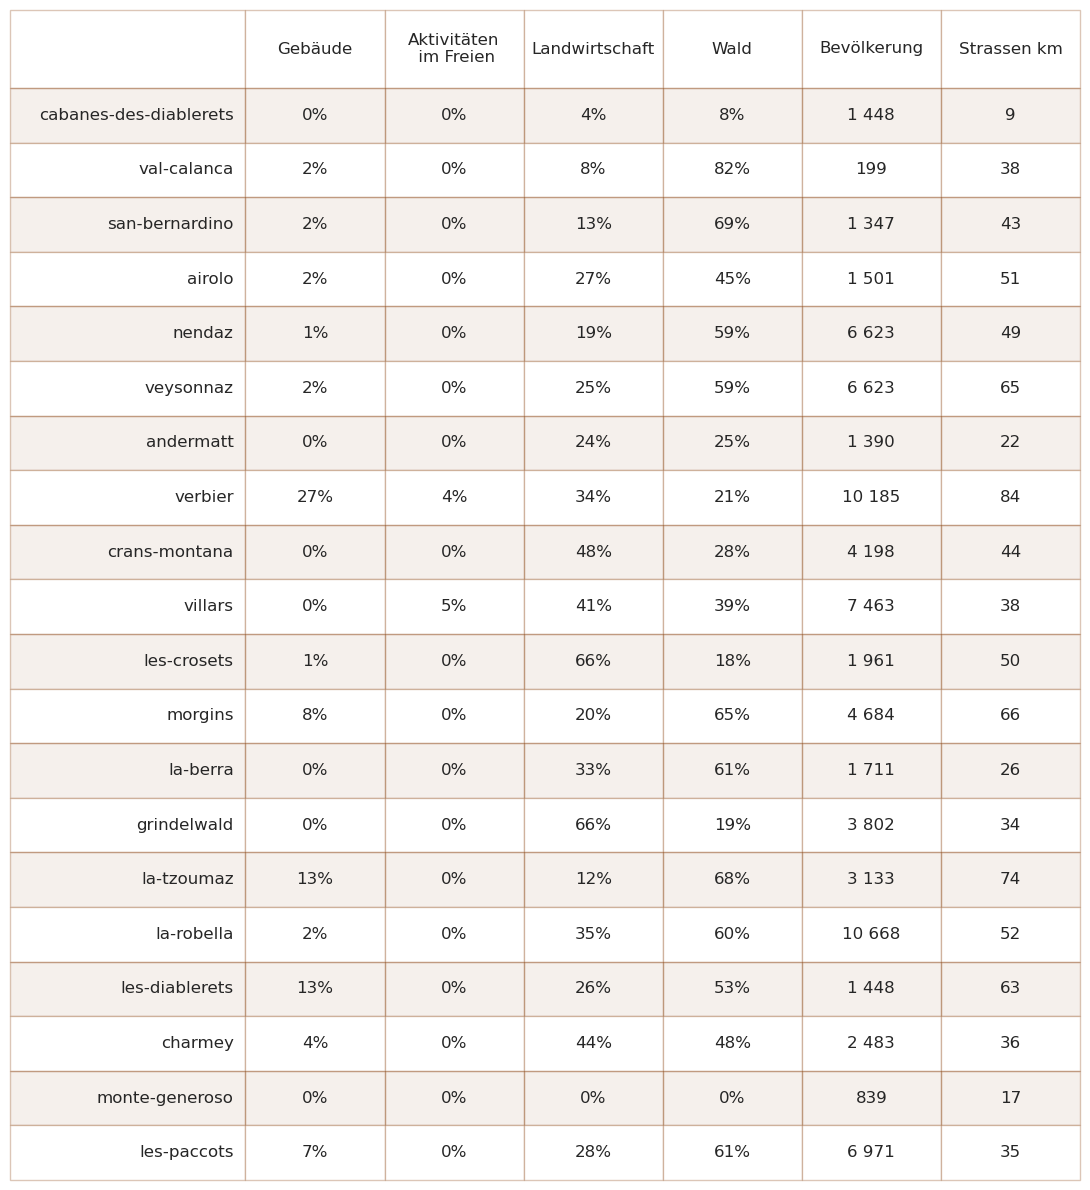 Gebäude Aktivitäten im Freien Landwirtschaft Wald Bevölkerung Strassen km
cabanes-des-diablerets 0% 0% 4% 8% 1 448 9
val-calanca 2% 0% 8% 82% 199 38
san-bernardino 2% 0% 13% 69% 1 347 43
airolo 2% 0% 27% 45% 1 501 51
nendaz 1% 0% 19% 59% 6 623 49
veysonnaz 2% 0% 25% 59% 6 623 65
andermatt 0% 0% 24% 25% 1 390 22
verbier 27% 4% 34% 21% 10 185 84
crans-montana 0% 0% 48% 28% 4 198 44
villars 0% 5% 41% 39% 7 463 38
les-crosets 1% 0% 66% 18% 1 961 50
morgins 8% 0% 20% 65% 4 684 66
la-berra 0% 0% 33% 61% 1 711 26
grindelwald 0% 0% 66% 19% 3 802 34
la-tzoumaz 13% 0% 12% 68% 3 133 74
la-robella 2% 0% 35% 60% 10 668 52
les-diablerets 13% 0% 26% 53% 1 448 63
charmey 4% 0% 44% 48% 2 483 36
monte-generoso 0% 0% 0% 0% 839 17
les-paccots 7% 0% 28% 61% 6 971 35